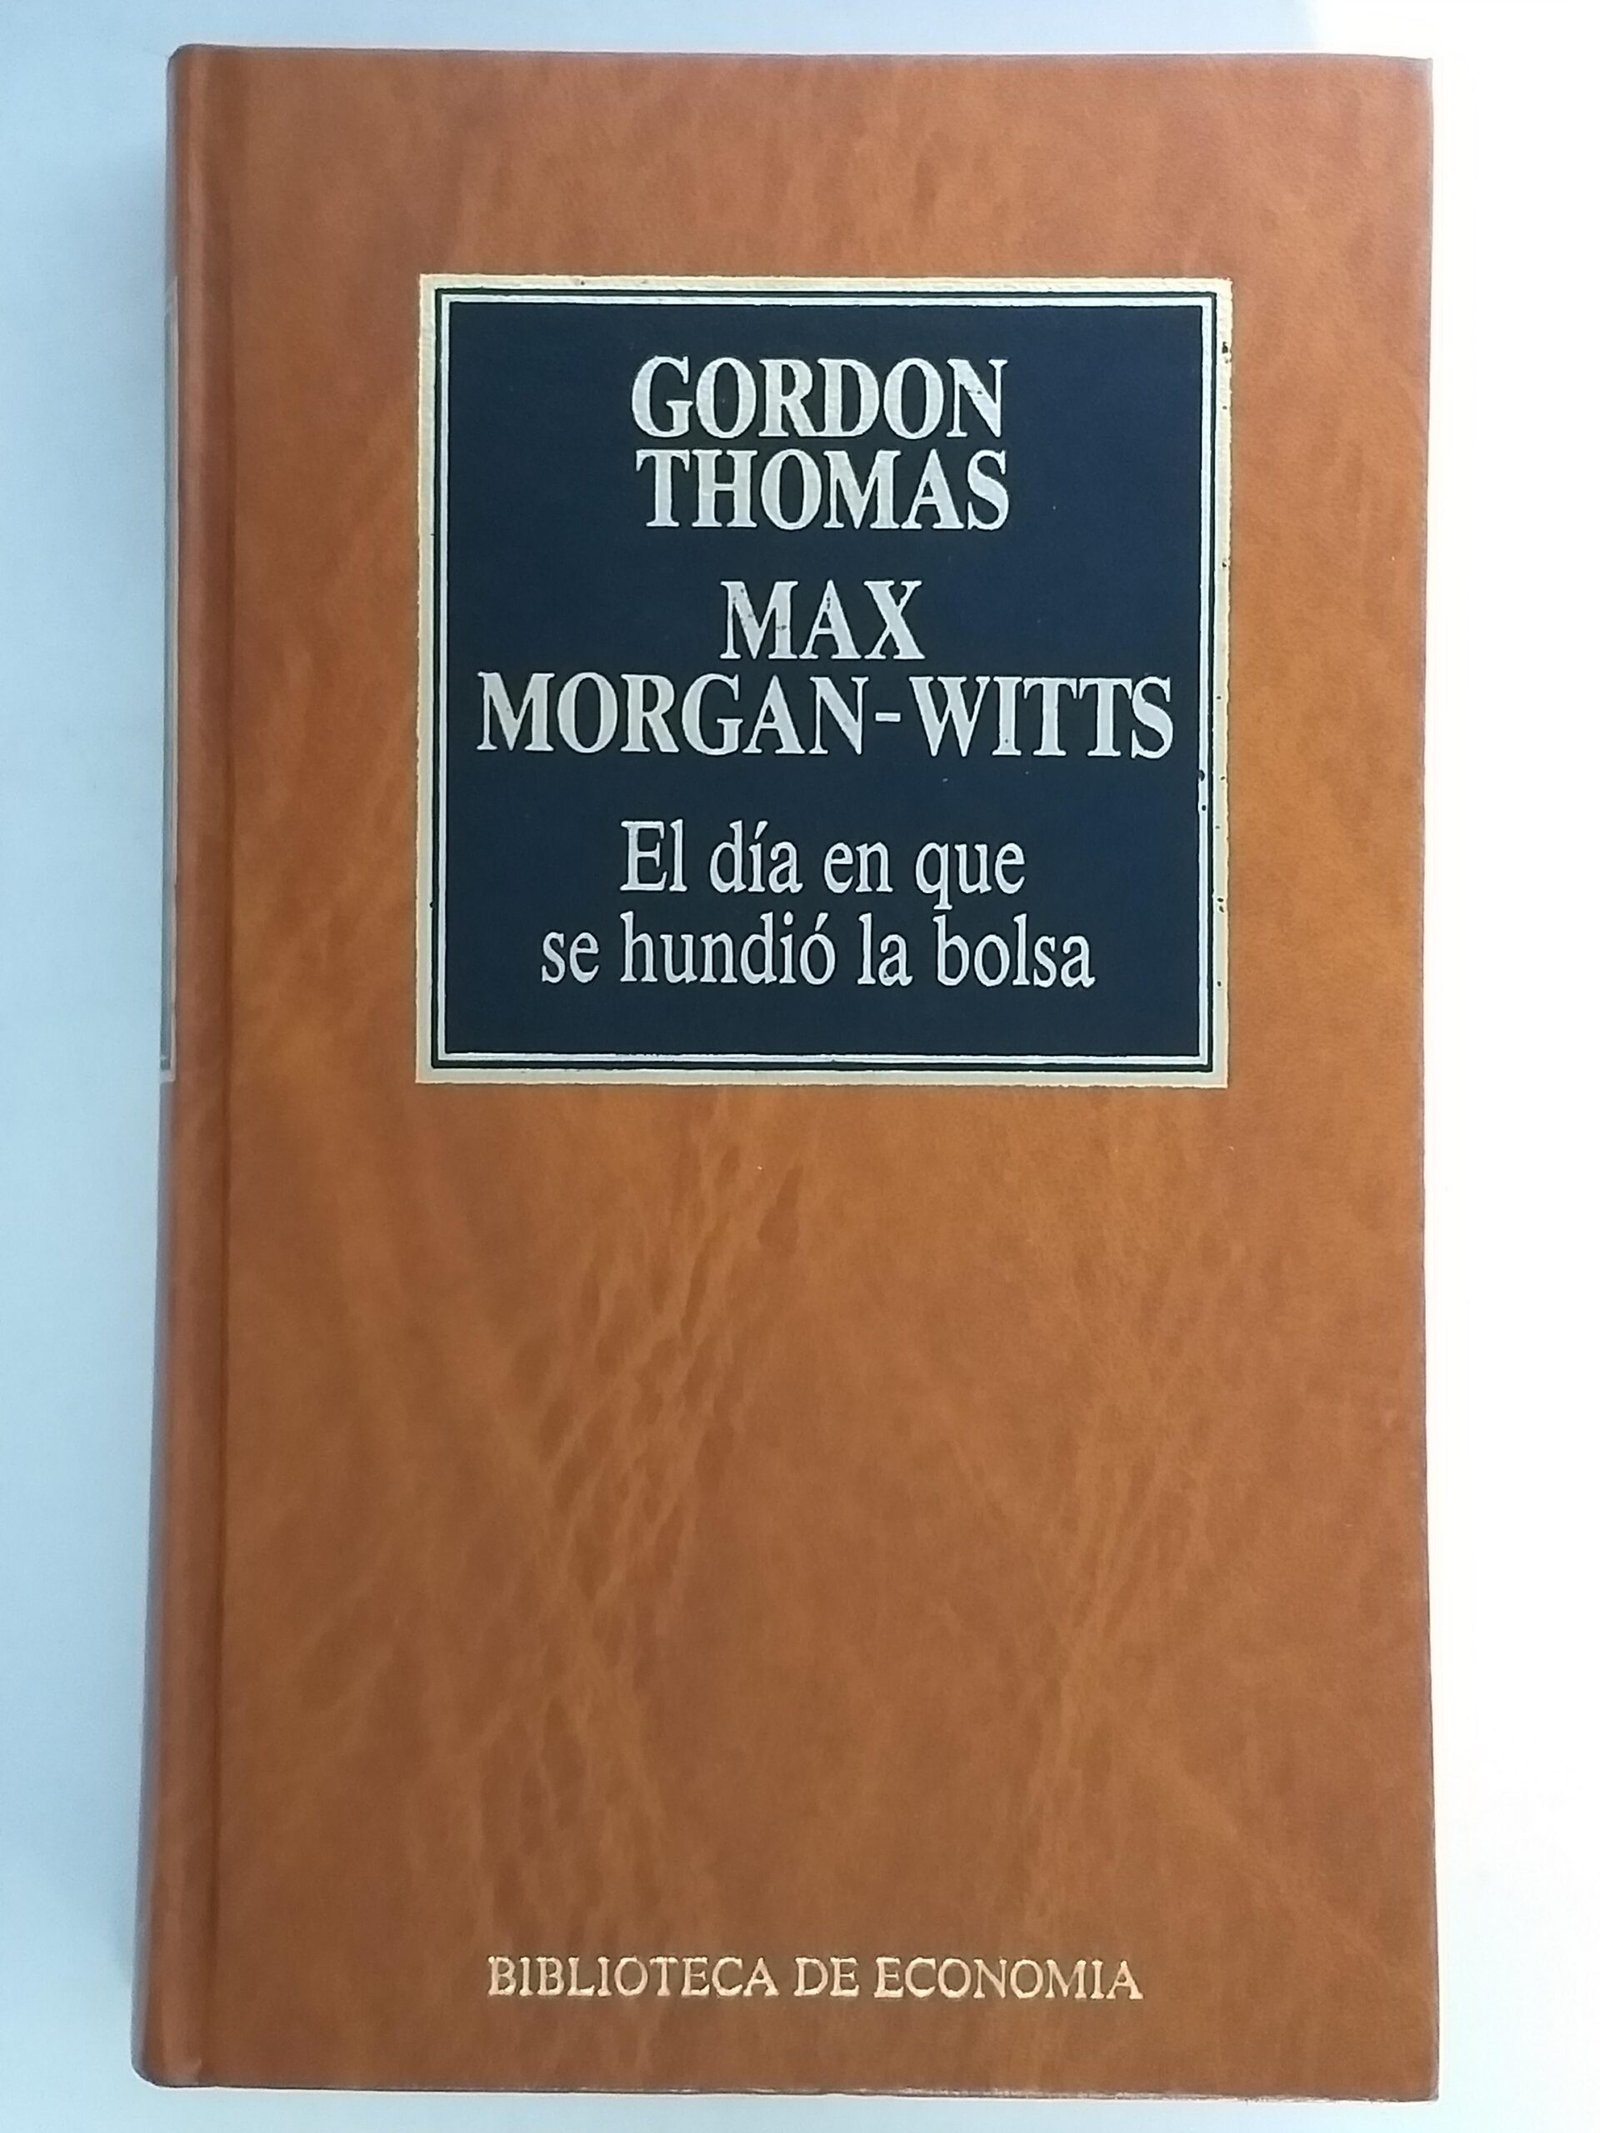 GORDON
THOMAS
MAX
MORGAN-WITTS
El día en que
se hundió la bolsa
BIBLIOTECA DE ECONOMIA